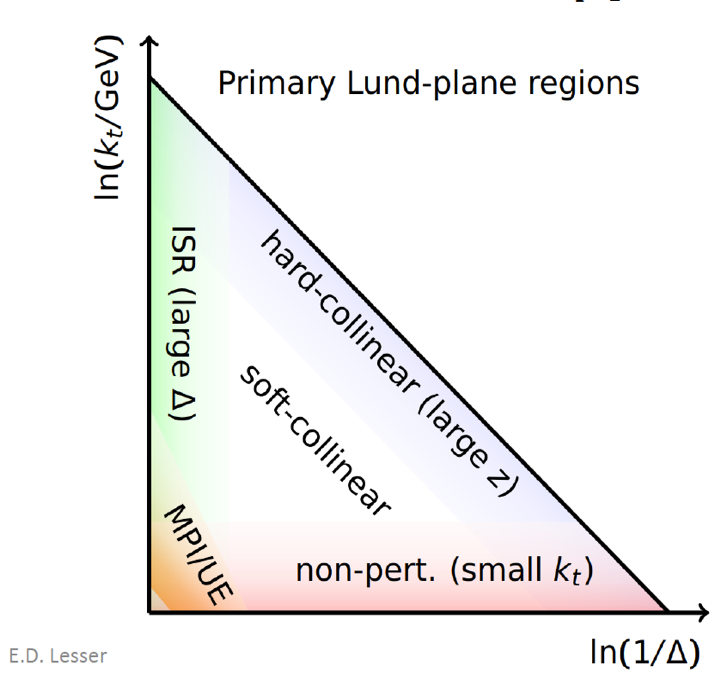 Primary Lund-plane regions
ln(kₜ/GeV)
ISR (large Δ)
hard-collinear (large z)
soft-collinear
MPI/UE
non-pert. (small kₜ)
ln(1/Δ)
E.D. Lesser